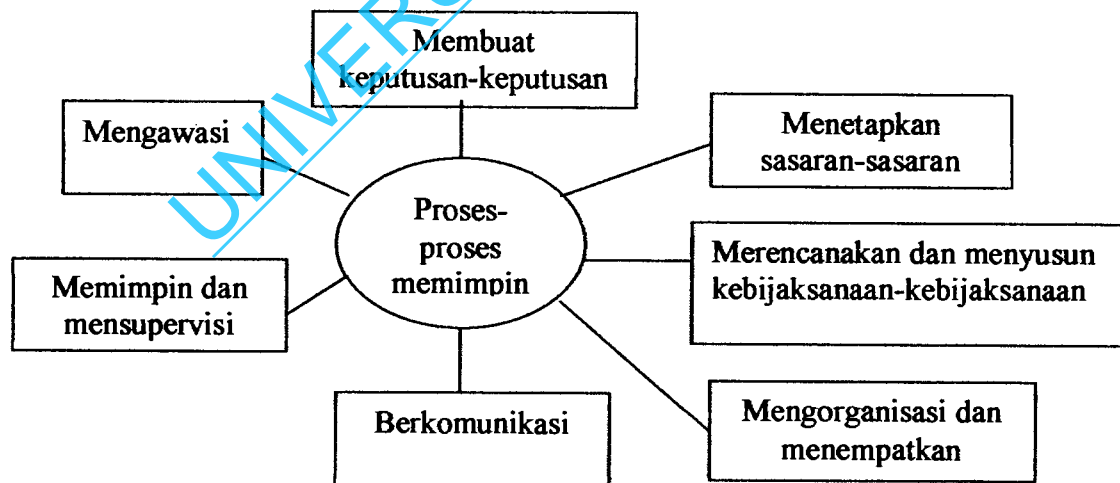 Membuat
keputusan-keputusan
Mengawasi
Menetapkan
sasaran-sasaran
Proses-
proses
memimpin
Merencanakan dan menyusun
kebijaksanaan-kebijaksanaan
Memimpin dan
mensupervisi
Berkomunikasi
Mengorganisasi dan
menempatkan